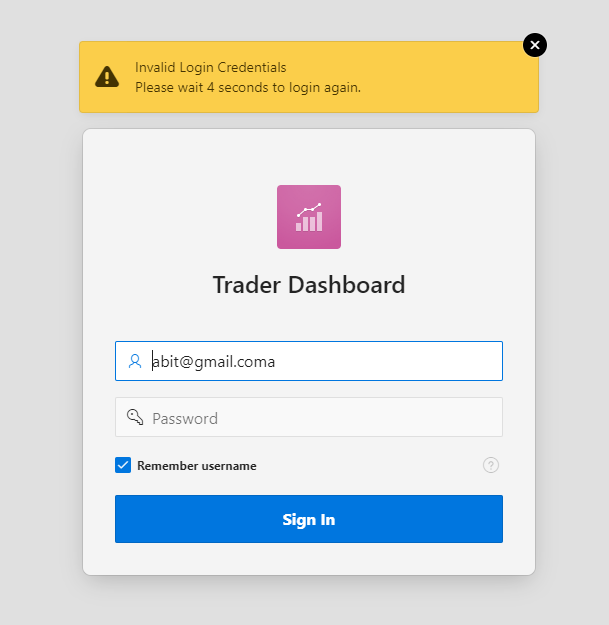 Invalid Login Credentials
Please wait 4 seconds to login again.
Trader Dashboard
abit@gmail.coma
Password
Remember username
?
Sign In